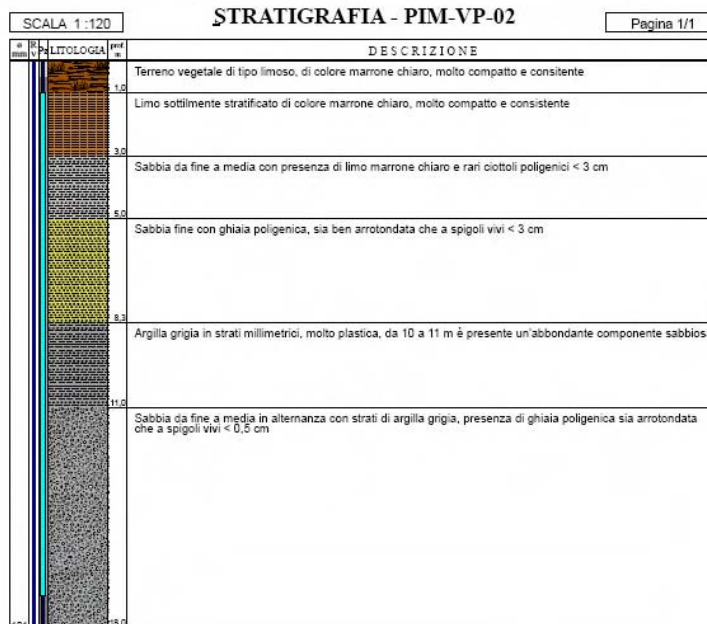 SCALA 1:120
STRATIGRAFIA - PIM-VP-02
Pagina 1/1
ø mm R v Pz LITOLOGIA prof. m DESCRIZIONE
Terreno vegetale di tipo limoso, di colore marrone chiaro, molto compatto e consitente
1,0
Limo sottilmente stratificato di colore marrone chiaro, molto compatto e consistente
3,0
Sabbia da fine a media con presenza di limo marrone chiaro e rari ciottoli poligenici < 3 cm
5,0
Sabbia fine con ghiaia poligenica, sia ben arrotondata che a spigoli vivi < 3 cm
8,3
Argilla grigia in strati millimetrici, molto plastica, da 10 a 11 m è presente un'abbondante componente sabbios
11,0
Sabbia da fine a media in alternanza con strati di argilla grigia, presenza di ghiaia poligenica sia arrotondata
che a spigoli vivi < 0,5 cm
18,0